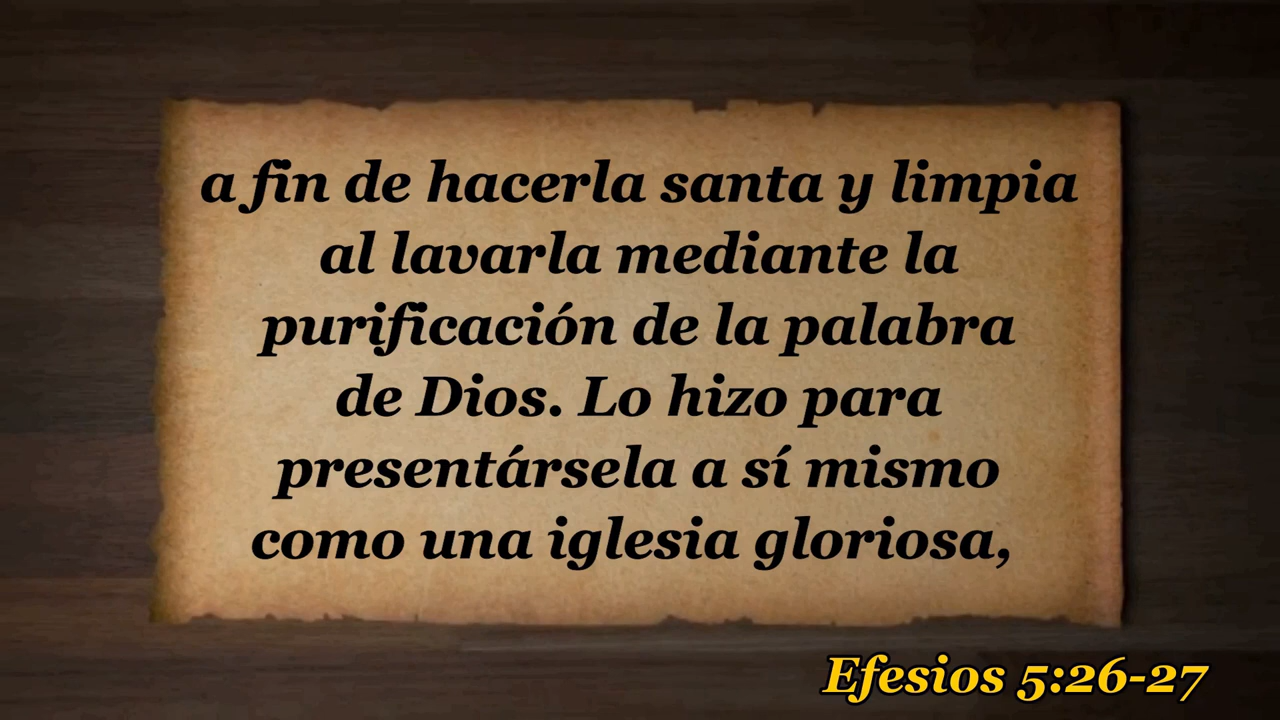 a fin de hacerla santa y limpia
al lavarla mediante la
purificación de la palabra
de Dios. Lo hizo para
presentársela a sí mismo
como una iglesia gloriosa,
Efesios 5:26-27